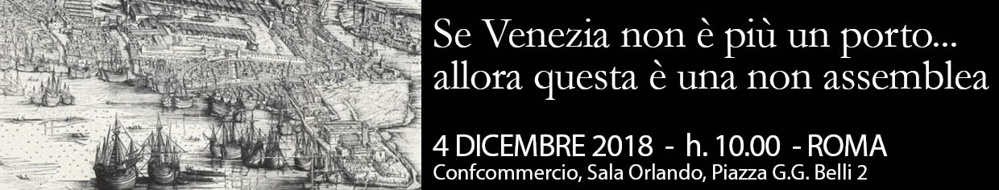 Se Venezia non è più un porto...
allora questa è una non assemblea
4 DICEMBRE 2018 - h. 10.00 - ROMA
Confcommercio, Sala Orlando, Piazza G.G. Belli 2